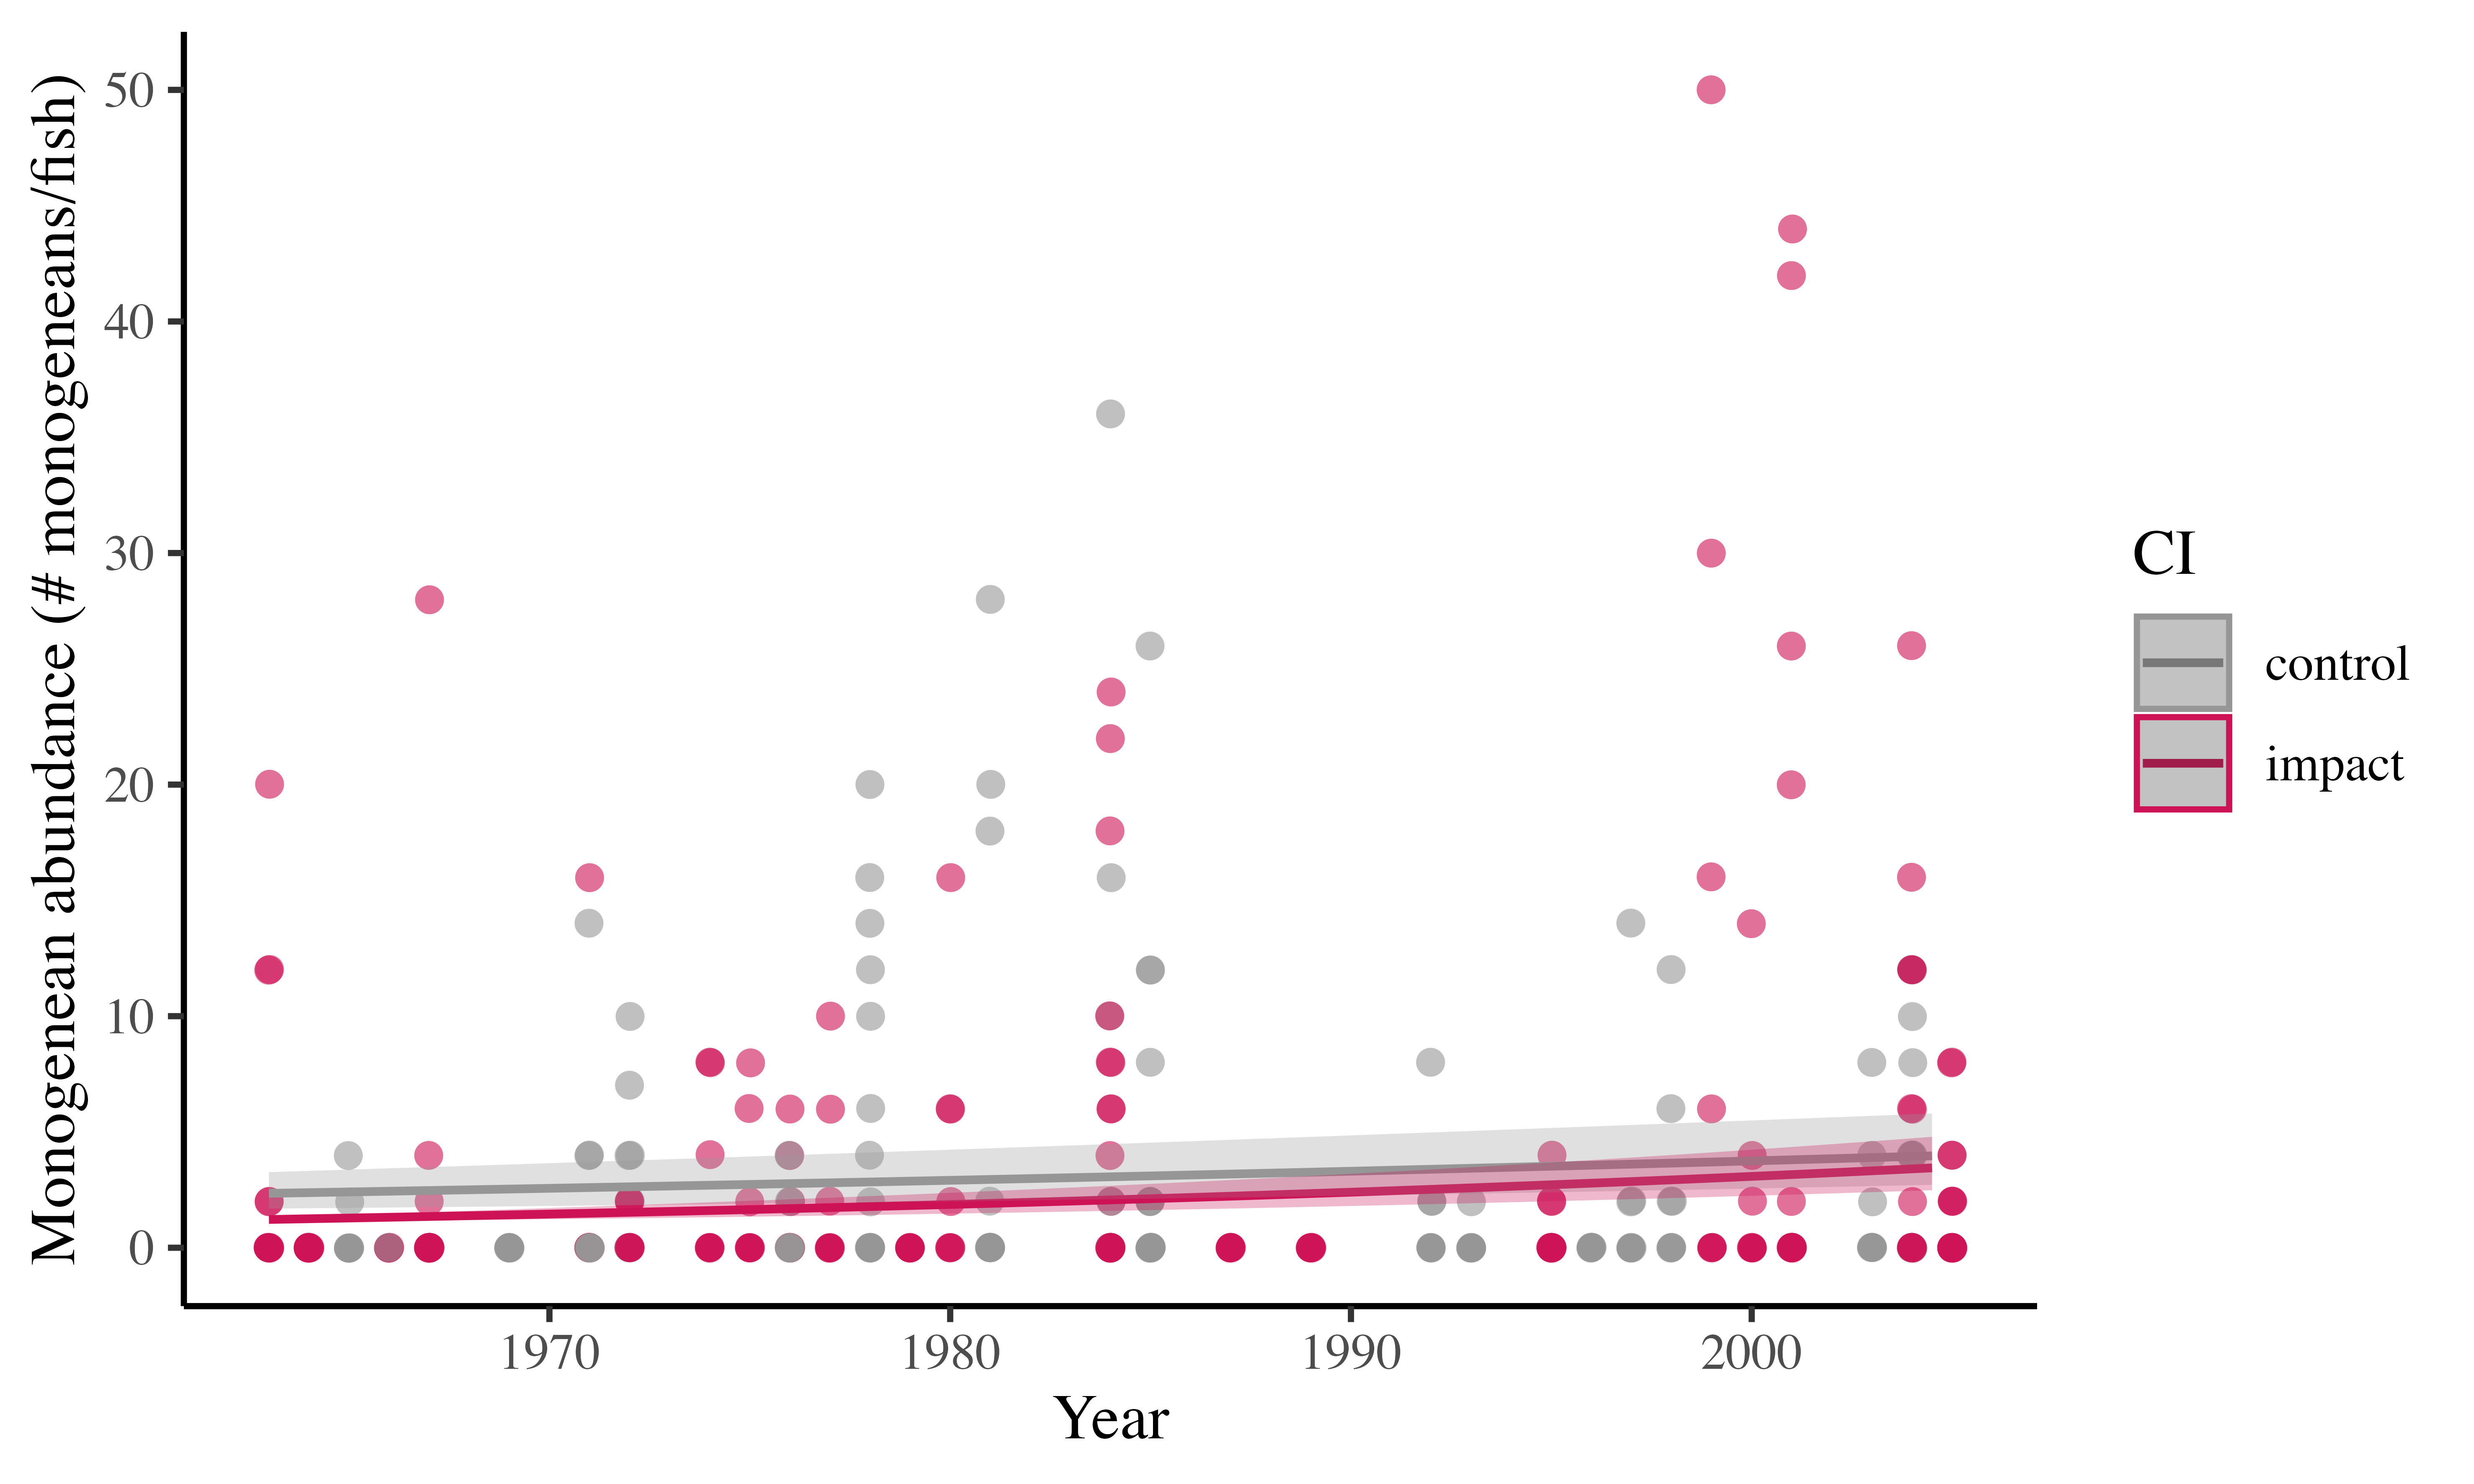 Monogenean abundance (# monogeneans/fish)
50
40
30
20
10
0
1970
1980
1990
2000
Year
CI
control
impact